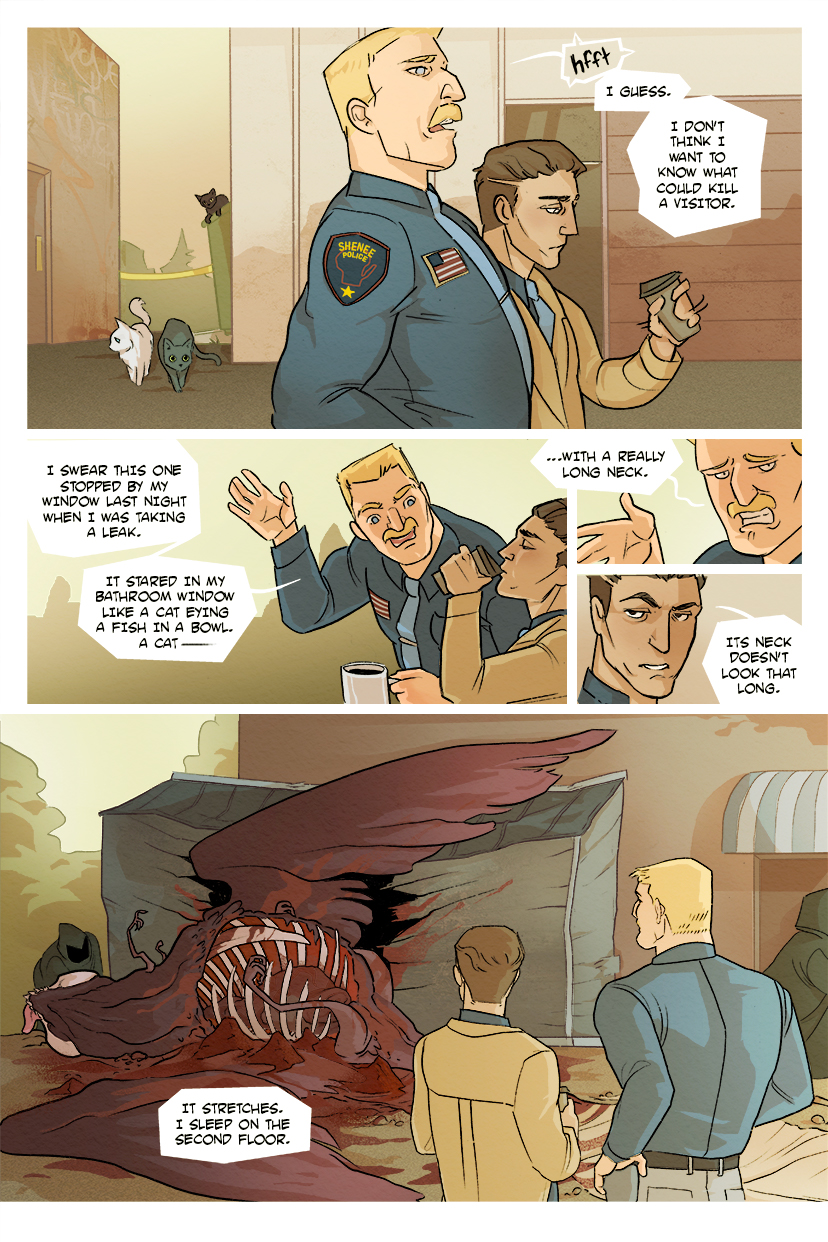 hfft
I GUESS.
I DON'T
THINK I
WANT TO
KNOW WHAT
COULD KILL
A VISITOR.
SHENEE
POLICE
I SWEAR THIS ONE
STOPPED BY MY
WINDOW LAST NIGHT
WHEN I WAS TAKING
A LEAK.
IT STARED IN MY
BATHROOM WINDOW
LIKE A CAT EYING
A FISH IN A BOWL.
A CAT——
...WITH A REALLY
LONG NECK.
ITS NECK
DOESN'T
LOOK THAT
LONG.
IT STRETCHES.
I SLEEP ON THE
SECOND FLOOR.